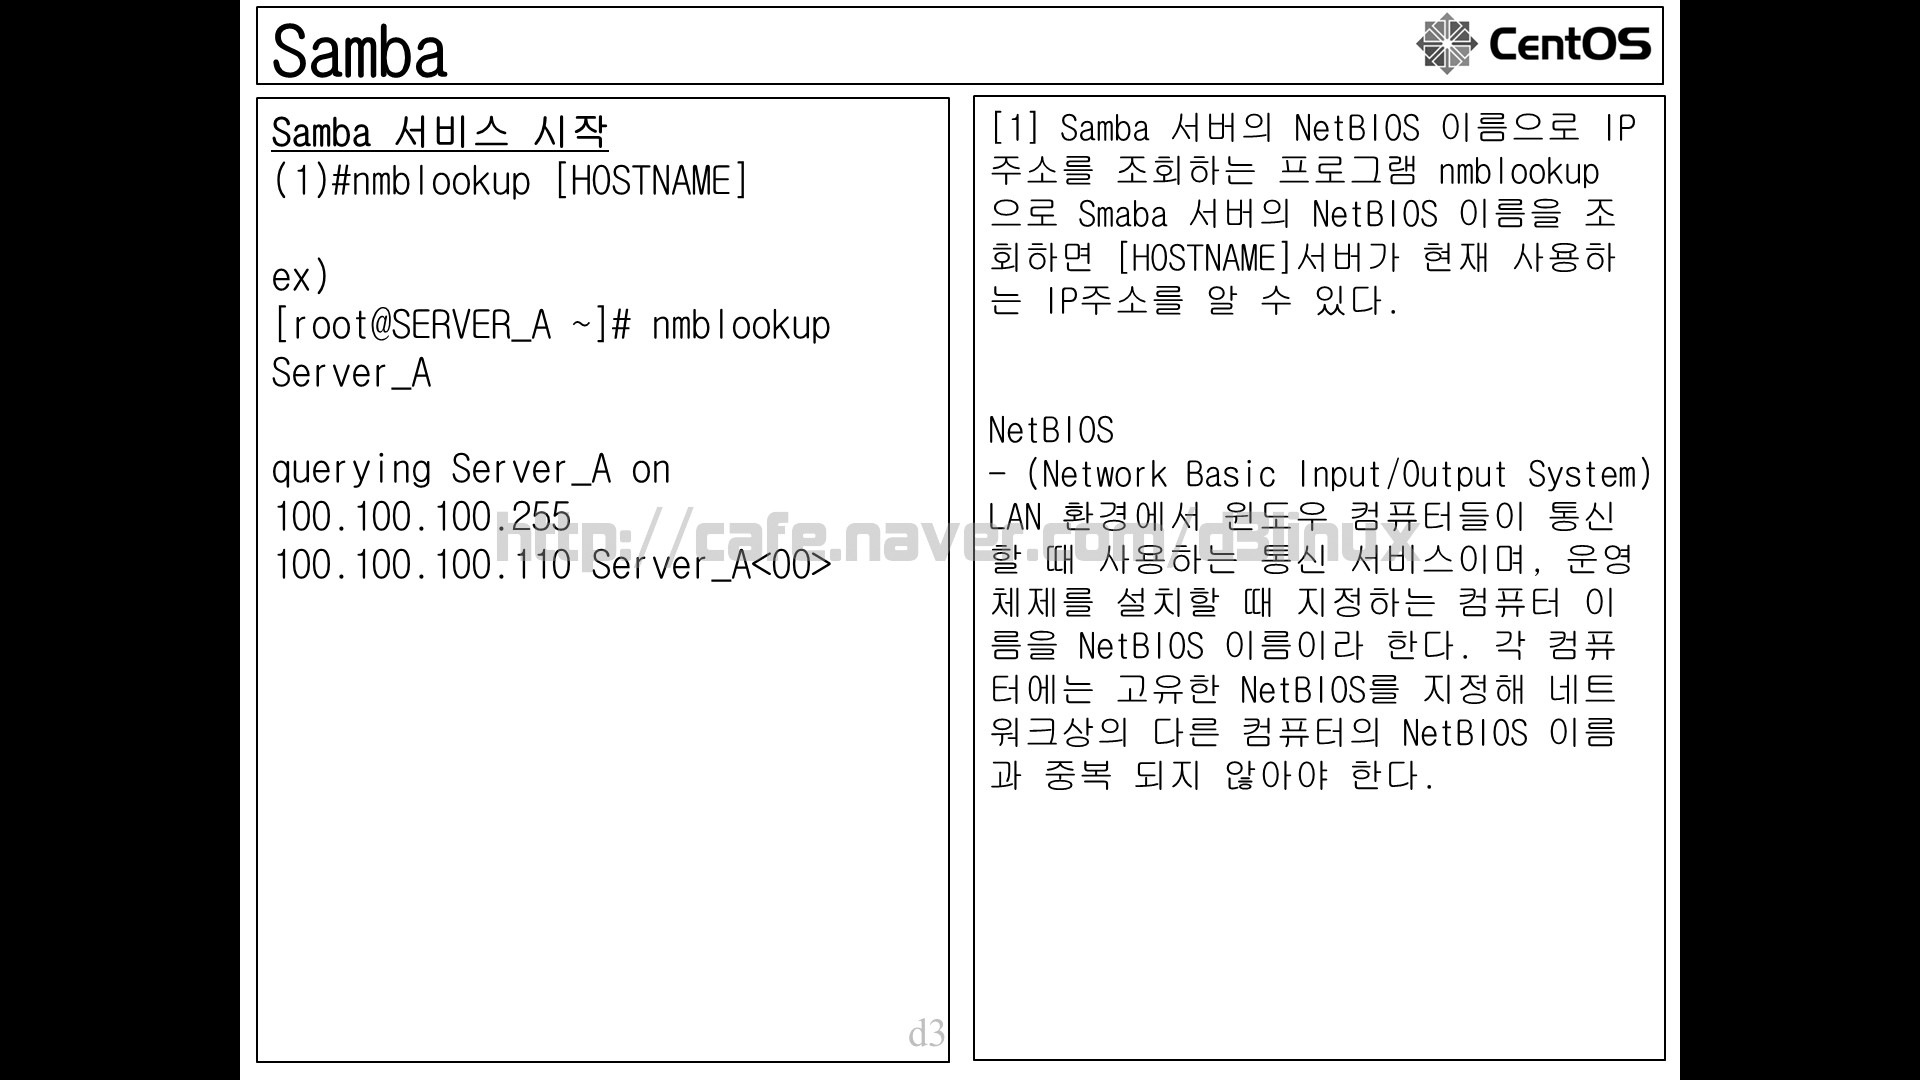 Samba
CentOS
Samba 서비스 시작
(1)#nmblookup [HOSTNAME]
ex)
[root@SERVER_A ~]# nmblookup
Server_A
querying Server_A on
100.100.100.255
100.100.100.110 Server_A<00>
d3
[1] Samba 서버의 NetBIOS 이름으로 IP
주소를 조회하는 프로그램 nmblookup
으로 Smaba 서버의 NetBIOS 이름을 조
회하면 [HOSTNAME]서버가 현재 사용하
는 IP주소를 알 수 있다.
NetBIOS
- (Network Basic Input/Output System)
LAN 환경에서 윈도우 컴퓨터들이 통신
할 때 사용하는 통신 서비스이며, 운영
체제를 설치할 때 지정하는 컴퓨터 이
름을 NetBIOS 이름이라 한다. 각 컴퓨
터에는 고유한 NetBIOS를 지정해 네트
워크상의 다른 컴퓨터의 NetBIOS 이름
과 중복 되지 않아야 한다.
http://cafe.naver.com/d3linux